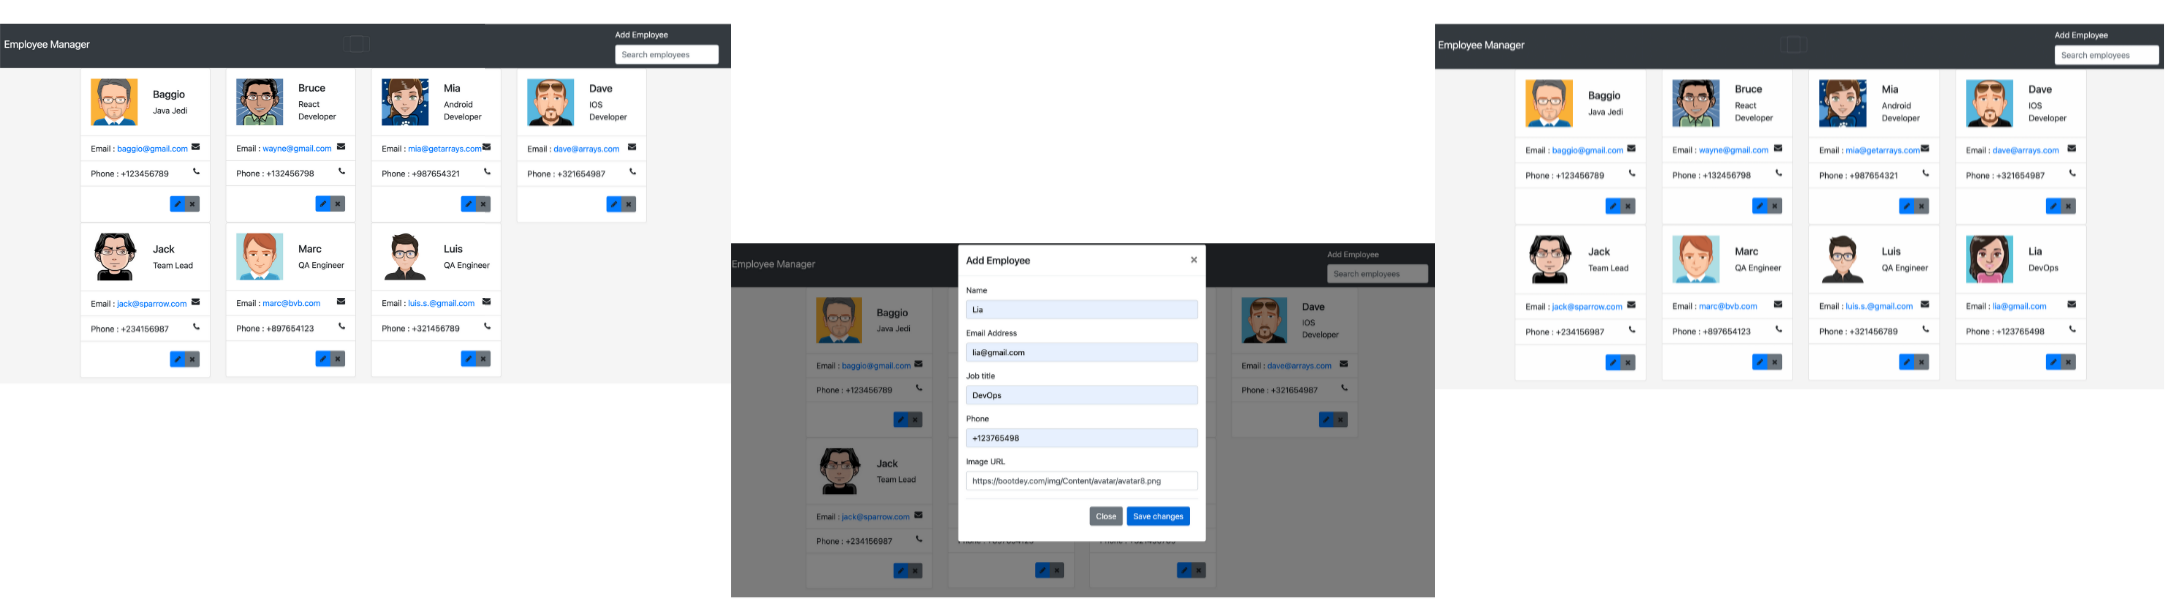 Employee Manager
Add Employee
Search employees
Baggio
Java Jedi
Email : baggio@gmail.com
Phone : +123456789
Bruce
React
Developer
Email : wayne@gmail.com
Phone : +132456798
Mia
Android
Developer
Email : mia@getarrays.com
Phone : +987654321
Dave
IOS
Developer
Email : dave@arrays.com
Phone : +321654987
Jack
Team Lead
Email : jack@sparrow.com
Phone : +234156987
Marc
QA Engineer
Email : marc@bvb.com
Phone : +897654123
Luis
QA Engineer
Email : luis.s.@gmail.com
Phone : +321456789
Employee Manager
Add Employee
Search employees
Baggio
Java Jedi
Email : baggio@gmail.com
Phone : +123456789
Dave
IOS
Developer
Email : dave@arrays.com
Phone : +321654987
Jack
Team Lead
Email : jack@sparrow.com
Phone : +234156987
Add Employee
×
Name
Lia
Email Address
lia@gmail.com
Job title
DevOps
Phone
+123765498
Image URL
https://bootdey.com/img/Content/avatar/avatar8.png
Close
Save changes
Employee Manager
Add Employee
Search employees
Baggio
Java Jedi
Email : baggio@gmail.com
Phone : +123456789
Bruce
React
Developer
Email : wayne@gmail.com
Phone : +132456798
Mia
Android
Developer
Email : mia@getarrays.com
Phone : +987654321
Dave
IOS
Developer
Email : dave@arrays.com
Phone : +321654987
Jack
Team Lead
Email : jack@sparrow.com
Phone : +234156987
Marc
QA Engineer
Email : marc@bvb.com
Phone : +897654123
Luis
QA Engineer
Email : luis.s.@gmail.com
Phone : +321456789
Lia
DevOps
Email : lia@gmail.com
Phone : +123765498